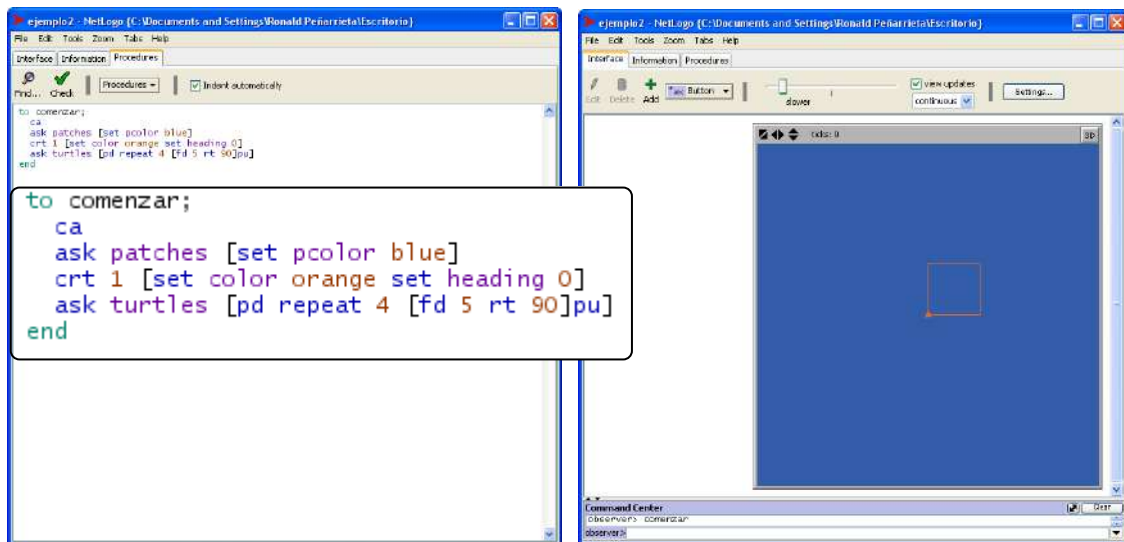 ejemplo2 - NetLogo {C:\Documents and Settings\Ronald Peñarrieta\Escritorio}
File Edit Tools Zoom Tabs Help
Interface Information Procedures
Find... Check Procedures Indent automatically
to comenzar;
ca
ask patches [set pcolor blue]
crt 1 [set color orange set heading 0]
ask turtles [pd repeat 4 [fd 5 rt 90]pu]
end
to comenzar;
ca
ask patches [set pcolor blue]
crt 1 [set color orange set heading 0]
ask turtles [pd repeat 4 [fd 5 rt 90]pu]
end
ejemplo2 - NetLogo {C:\Documents and Settings\Ronald Peñarrieta\Escritorio}
File Edit Tools Zoom Tabs Help
Interface Information Procedures
Edit Delete Add abc Button slower view updates continuous Settings...
ticks: 0 3D
Command Center Clear
observer> comenzar
observer>